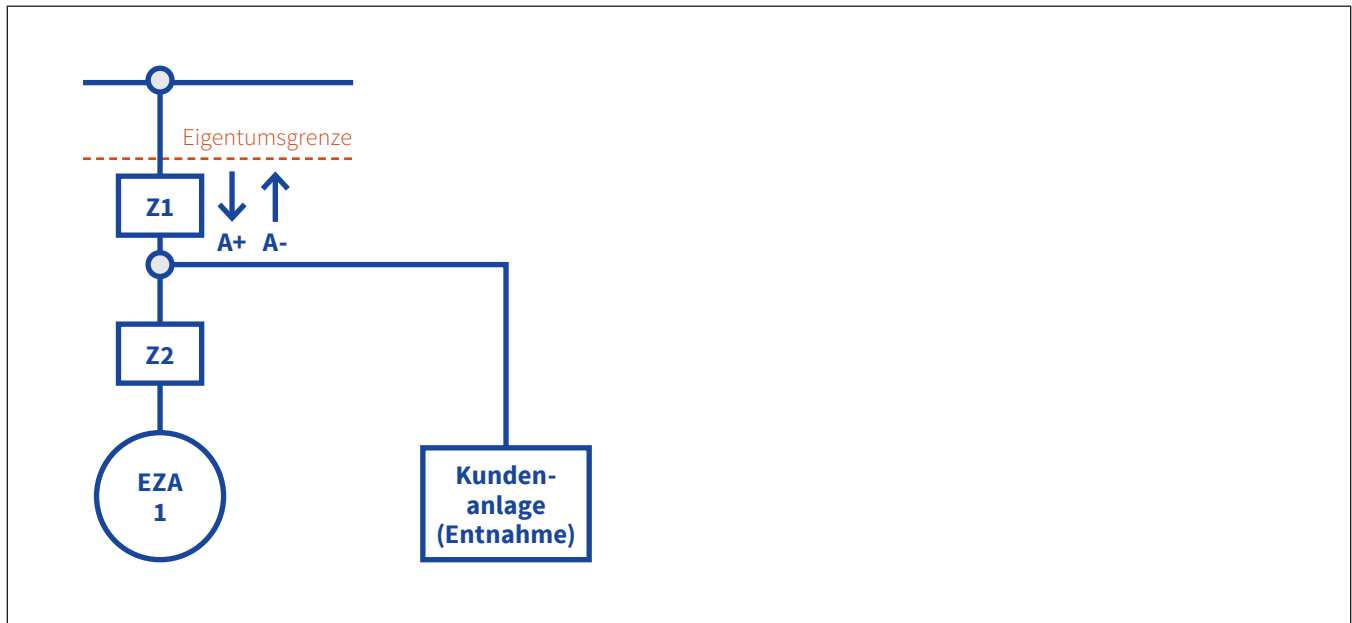 Eigentumsgrenze
Z1
A+ A-
Z2
EZA
1
Kunden-
anlage
(Entnahme)